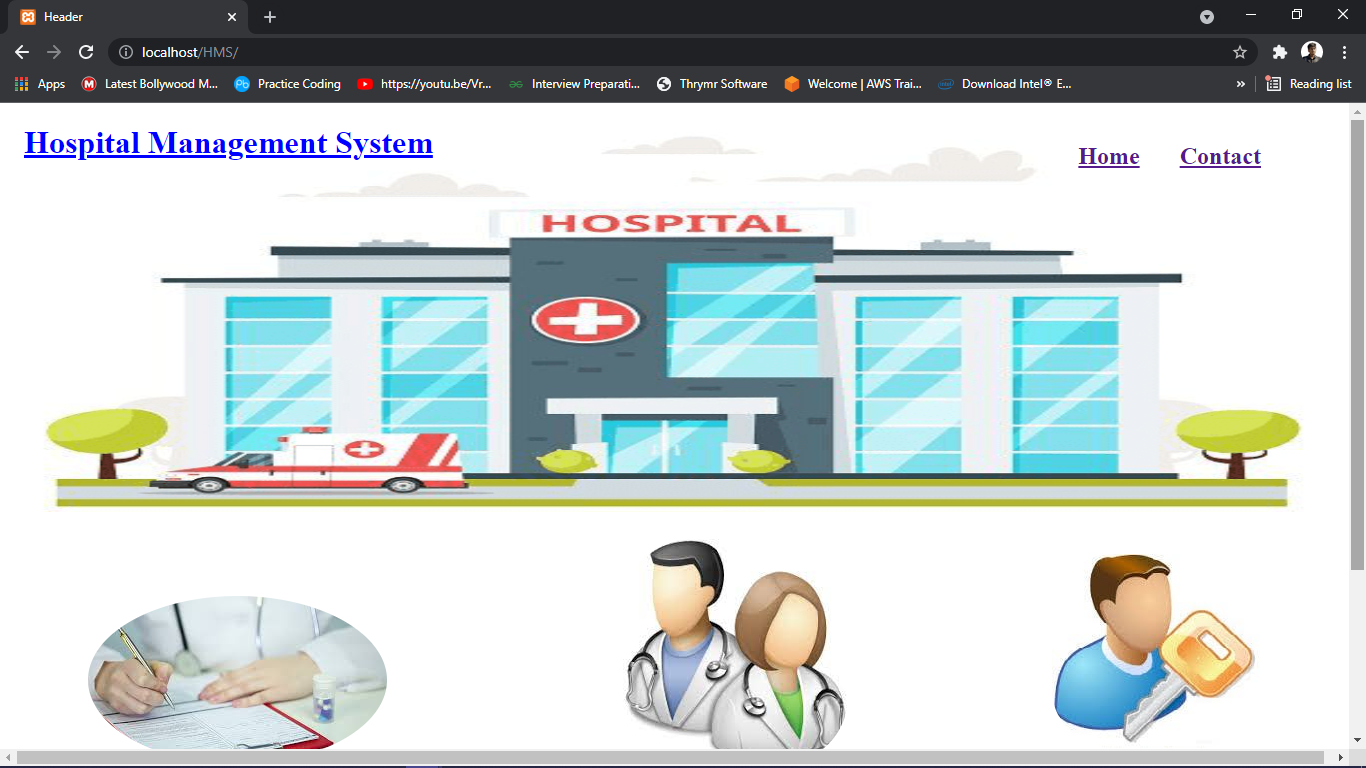 Header
localhost/HMS/
Apps
Latest Bollywood M...
Pb
Practice Coding
https://youtu.be/Vr...
Interview Preparati...
Thrymr Software
Welcome | AWS Trai...
Download Intel® E...
»
Reading list
Hospital Management System
Home
Contact
HOSPITAL